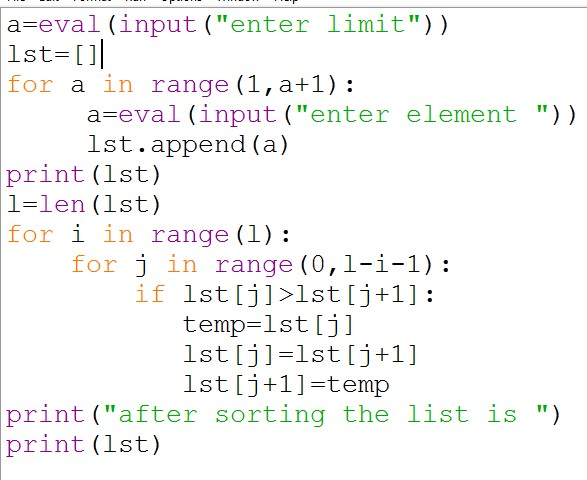 a=eval(input("enter limit"))
lst=[]
for a in range(1,a+1):
     a=eval(input("enter element "))
     lst.append(a)
print(lst)
l=len(lst)
for i in range(l):
    for j in range(0,l-i-1):
        if lst[j]>lst[j+1]:
           temp=lst[j]
           lst[j]=lst[j+1]
           lst[j+1]=temp
print("after sorting the list is ")
print(lst)